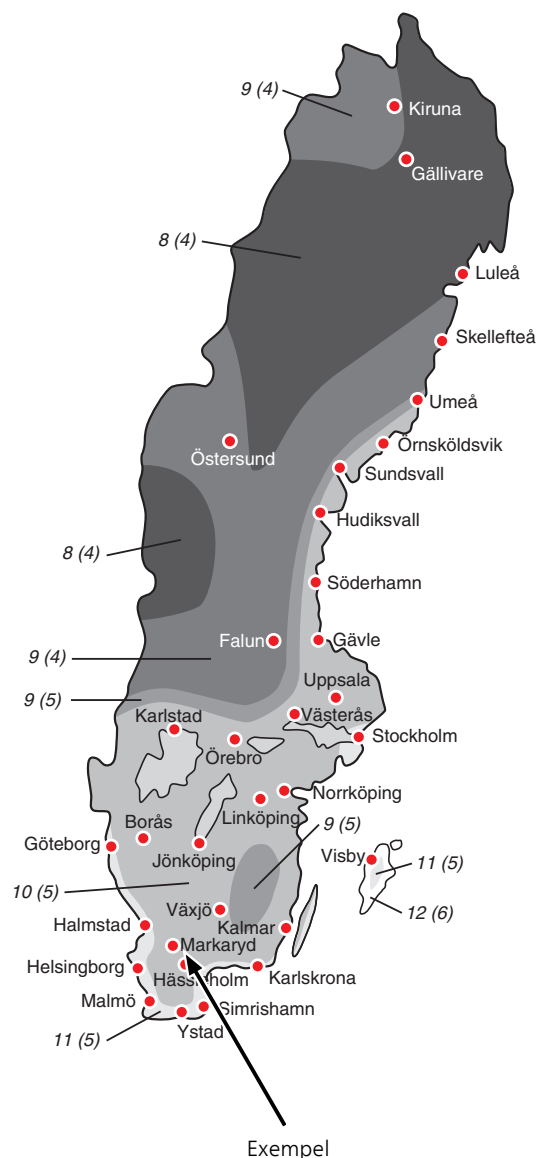 9 (4)
Kiruna
Gällivare
8 (4)
Luleå
Skellefteå
Umeå
Östersund
Örnsköldsvik
Sundsvall
Hudiksvall
8 (4)
Söderhamn
Falun
Gävle
9 (4)
Uppsala
9 (5)
Karlstad
Västerås
Stockholm
Örebro
Norrköping
Linköping
Borås
9 (5)
Göteborg
Jönköping
Visby
11 (5)
10 (5)
Växjö
12 (6)
Halmstad
Kalmar
Markaryd
Helsingborg
Hässleholm
Karlskrona
Malmö
Simrishamn
Ystad
11 (5)
Exempel